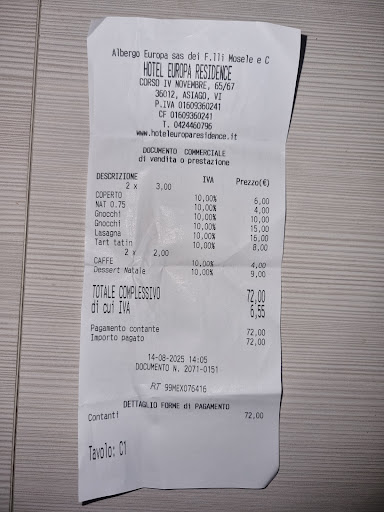 Albergo Europa sas dei F.lli Mosele e C
HOTEL EUROPA RESIDENCE
CORSO IV NOVEMBRE, 65/67
36012, ASIAGO, VI
P.IVA 01609360241
CF 01609360241
T. 0424460796
www.hoteleuroparesidence.it
DOCUMENTO COMMERCIALE
di vendita o prestazione
DESCRIZIONE IVA Prezzo(€)
2 x 3,00
COPERTO 10,00% 6,00
NAT 0.75 10,00% 4,00
Gnocchi 10,00% 10,00
Gnocchi 10,00% 15,00
Lasagna 10,00% 16,00
Tart tatin 10,00% 8,00
2 x 2,00
CAFFE 10,00% 4,00
Dessert Natale 10,00% 9,00
TOTALE COMPLESSIVO 72,00
di cui IVA 6,55
Pagamento contante 72,00
Importo pagato 72,00
14-08-2025 14:05
DOCUMENTO N. 2071-0151
RT 99MEX076416
DETTAGLIO FORME di PAGAMENTO
Contanti 72,00
Tavolo: C1